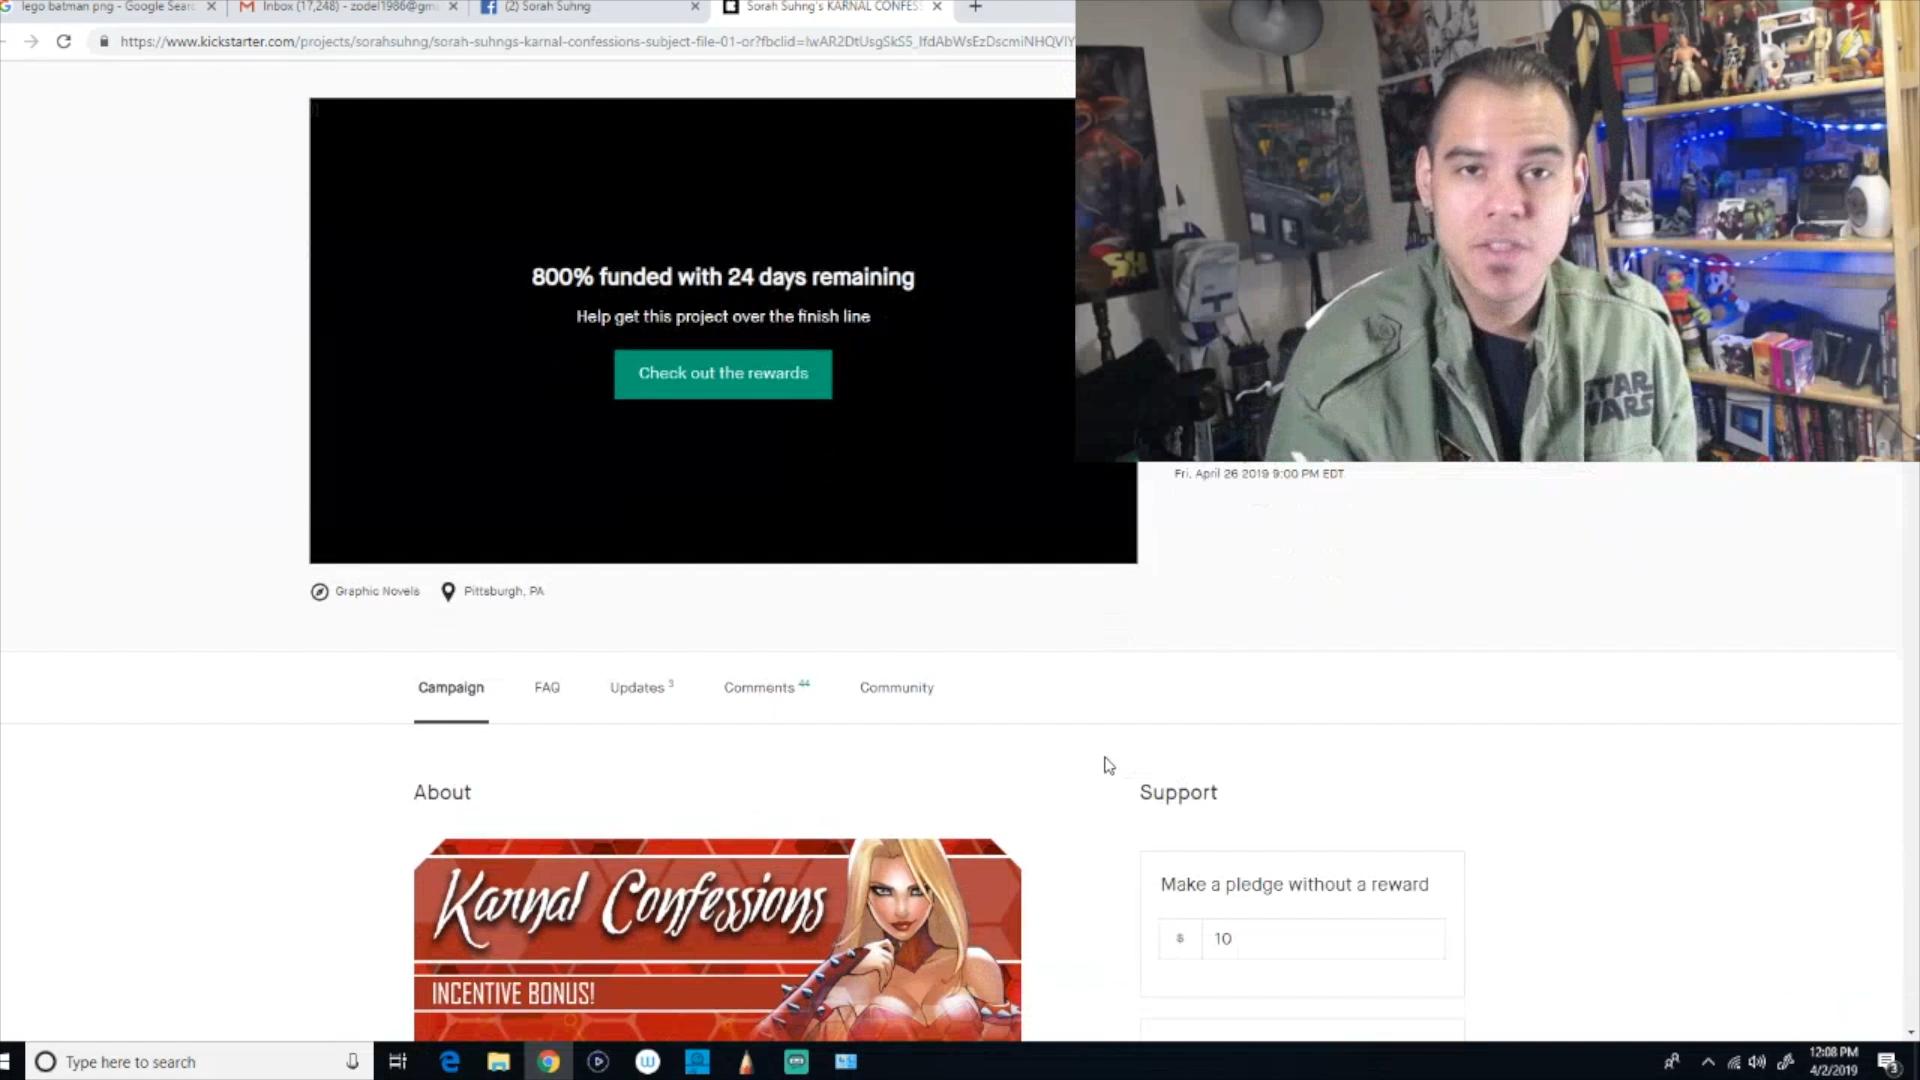 lego batman png - Google Searc
Inbox (17,248) - zodel1986@gm
(2) Sorah Suhng
Sorah Suhng's KARNAL CONFES
https://www.kickstarter.com/projects/sorahsuhng/sorah-suhngs-karnal-confessions-subject-file-01-or?fbclid=IwAR2DtUsgSkS5_IfdAbWsEzDscmiNHQVIY
800% funded with 24 days remaining
Help get this project over the finish line
Check out the rewards
STAR
WARS
Fri, April 26 2019 9:00 PM EDT
Graphic Novels
Pittsburgh, PA
Campaign
FAQ
Updates 3
Comments 44
Community
About
Support
Karnal Confessions
INCENTIVE BONUS!
Make a pledge without a reward
$ 10
Type here to search
12:08 PM
4/2/2019
3